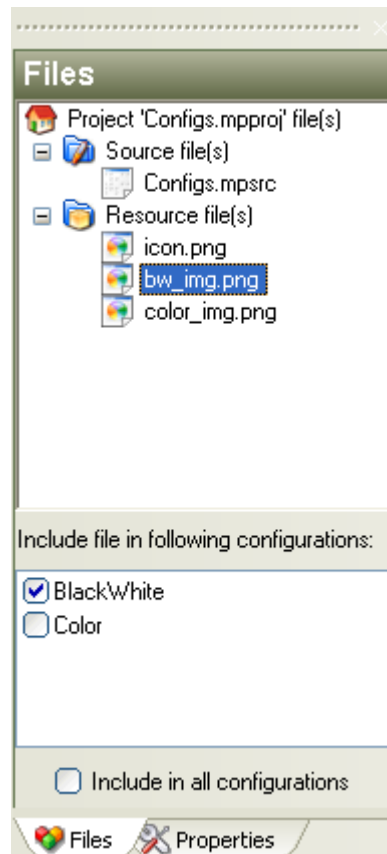 Files
Project 'Configs.mpproj' file(s)
Source file(s)
Configs.mpsrc
Resource file(s)
icon.png
bw_img.png
color_img.png
Include file in following configurations:
BlackWhite
Color
Include in all configurations
Files Properties